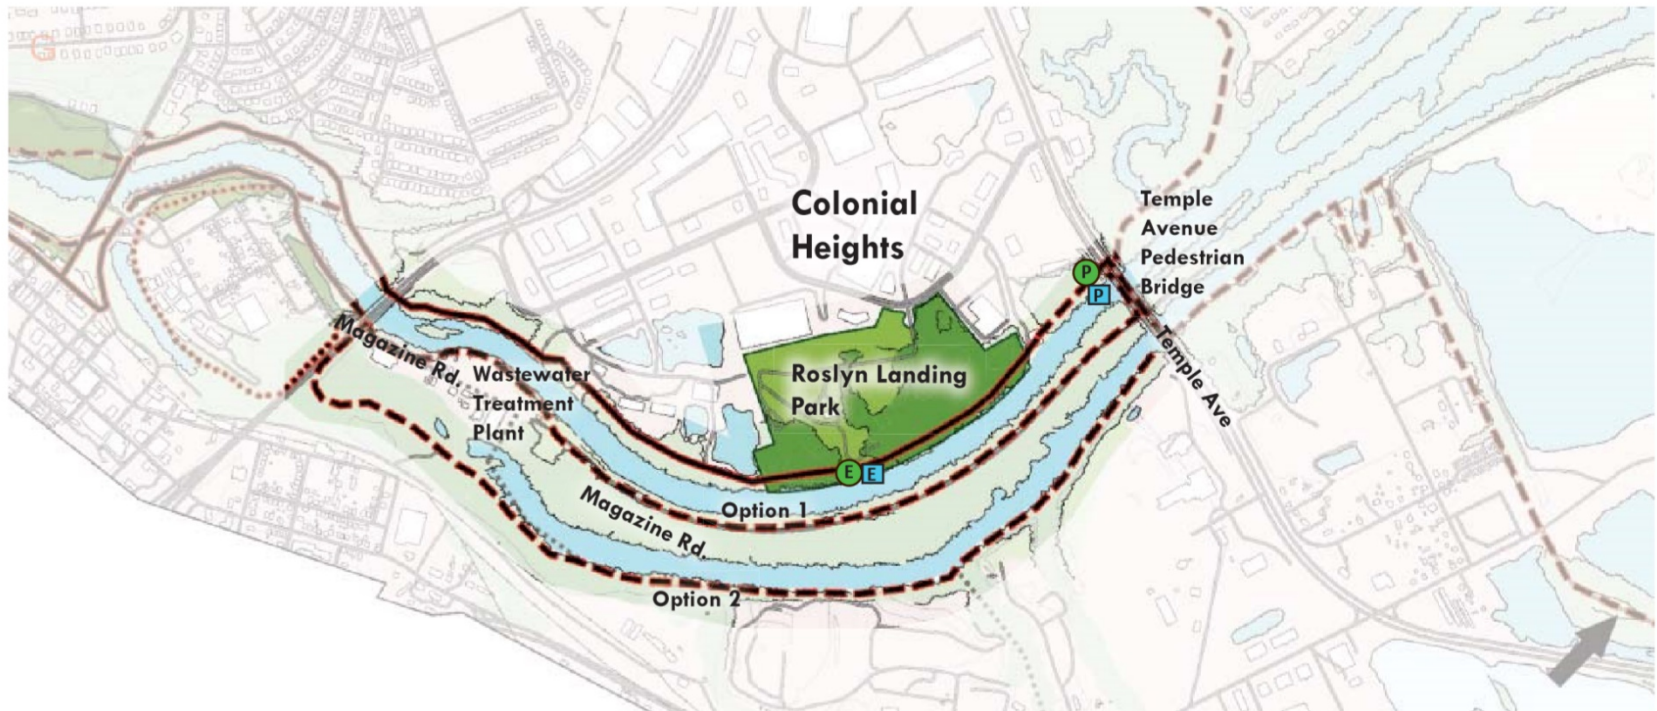 G
Colonial
Heights
Temple
Avenue
Pedestrian
Bridge
P
P
Magazine Rd.
Wastewater
Treatment
Plant
Roslyn Landing
Park
Temple Ave
E
E
Option 1
Magazine Rd.
Option 2